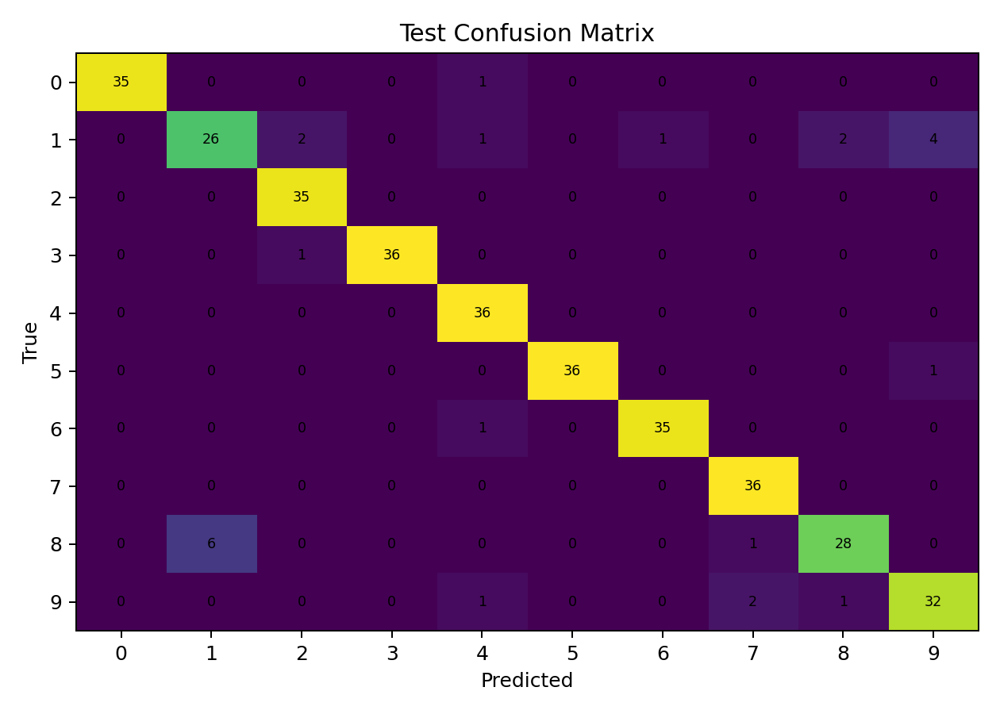 Test Confusion Matrix
0 35 0 0 0 1 0 0 0 0 0
1 0 26 2 0 1 0 1 0 2 4
2 0 0 35 0 0 0 0 0 0 0
3 0 0 1 36 0 0 0 0 0 0
4 0 0 0 0 36 0 0 0 0 0
5 0 0 0 0 0 36 0 0 0 1
6 0 0 0 0 1 0 35 0 0 0
7 0 0 0 0 0 0 0 36 0 0
8 0 6 0 0 0 0 0 1 28 0
9 0 0 0 0 1 0 0 2 1 32
True
0 1 2 3 4 5 6 7 8 9
Predicted